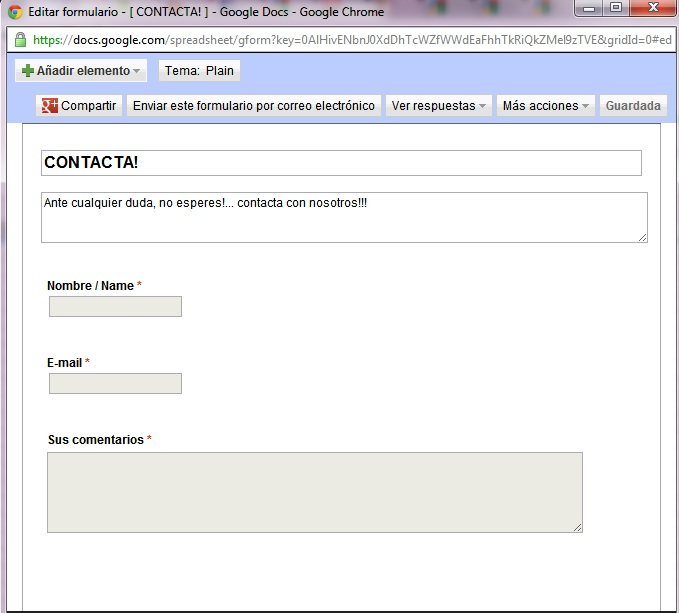 Editar formulario - [ CONTACTA! ] - Google Docs - Google Chrome
https://docs.google.com/spreadsheet/gform?key=0AlHivENbnJ0XdDhTcWZfWWdEaFhhTkRiQkZMel9zTVE&gridId=0#ed
Añadir elemento Tema: Plain
g+ Compartir Enviar este formulario por correo electrónico Ver respuestas Más acciones Guardada
CONTACTA!
Ante cualquier duda, no esperes!... contacta con nosotros!!!
Nombre / Name *
E-mail *
Sus comentarios *